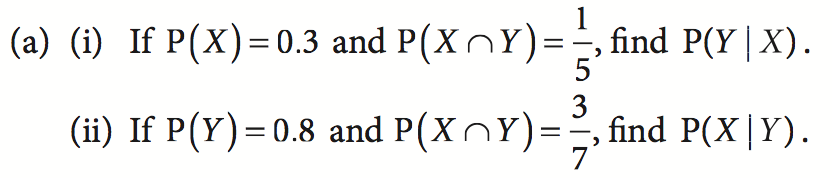 (a) (i) If P(X) = 0.3 and P(X ∩ Y) = 1/5, find P(Y | X).
(ii) If P(Y) = 0.8 and P(X ∩ Y) = 3/7, find P(X | Y).